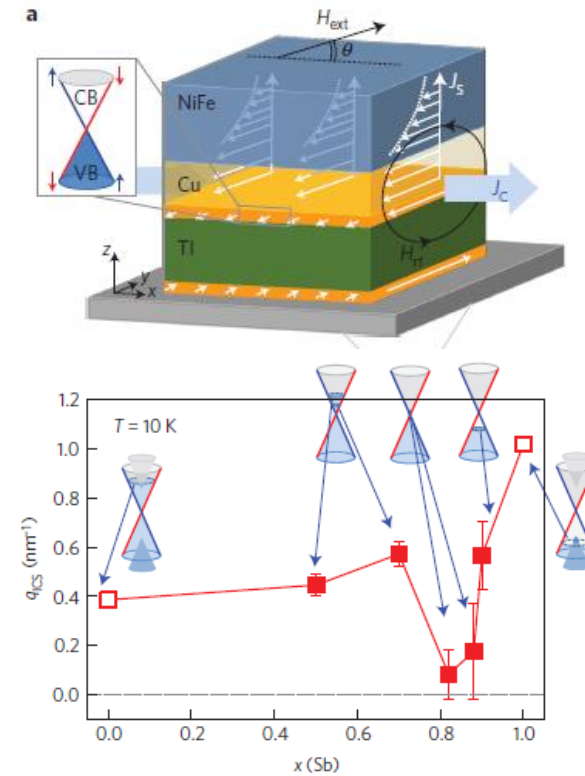 a
H_ext
θ
NiFe
J_S
CB
VB
Cu
J_C
TI
H_rf
z
y
x
1.2
T = 10 K
1.0
0.8
0.6
0.4
0.2
0.0
q_ICS (nm⁻¹)
0.0 0.2 0.4 0.6 0.8 1.0
x (Sb)